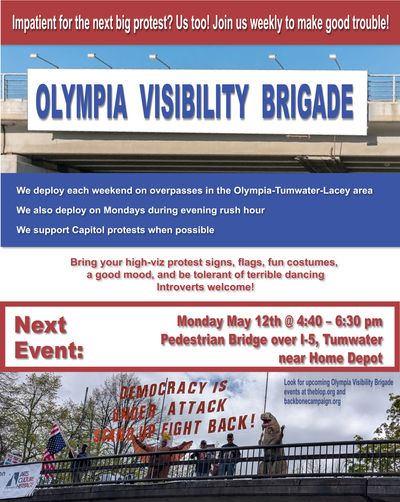 Impatient for the next big protest? Us too! Join us weekly to make good trouble!
OLYMPIA VISIBILITY BRIGADE
We deploy each weekend on overpasses in the Olympia-Tumwater-Lacey area
We also deploy on Mondays during evening rush hour
We support Capitol protests when possible
Bring your high-viz protest signs, flags, fun costumes,
a good mood, and be tolerant of terrible dancing
Introverts welcome!
Next
Event:
Monday May 12th @ 4:40 – 6:30 pm
Pedestrian Bridge over I-5, Tumwater
near Home Depot
Look for upcoming Olympia Visibility Brigade
events at theblop.org and
backbonecampaign.org
DEMOCRACY IS
UNDER ATTACK
STAND UP FIGHT BACK!